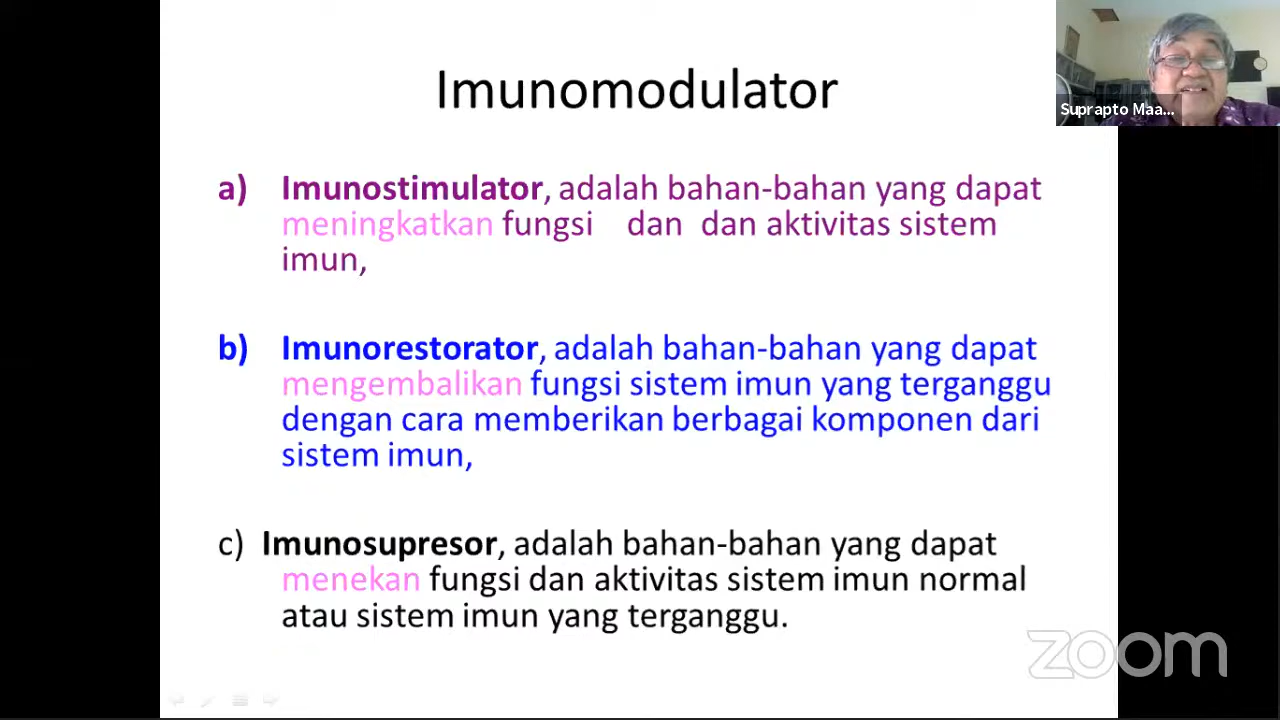 Imunomodulator
Suprapto Maa...
a) Imunostimulator, adalah bahan-bahan yang dapat
meningkatkan fungsi dan dan aktivitas sistem
imun,
b) Imunorestorator, adalah bahan-bahan yang dapat
mengembalikan fungsi sistem imun yang terganggu
dengan cara memberikan berbagai komponen dari
sistem imun,
c) Imunosupresor, adalah bahan-bahan yang dapat
menekan fungsi dan aktivitas sistem imun normal
atau sistem imun yang terganggu.
zoom